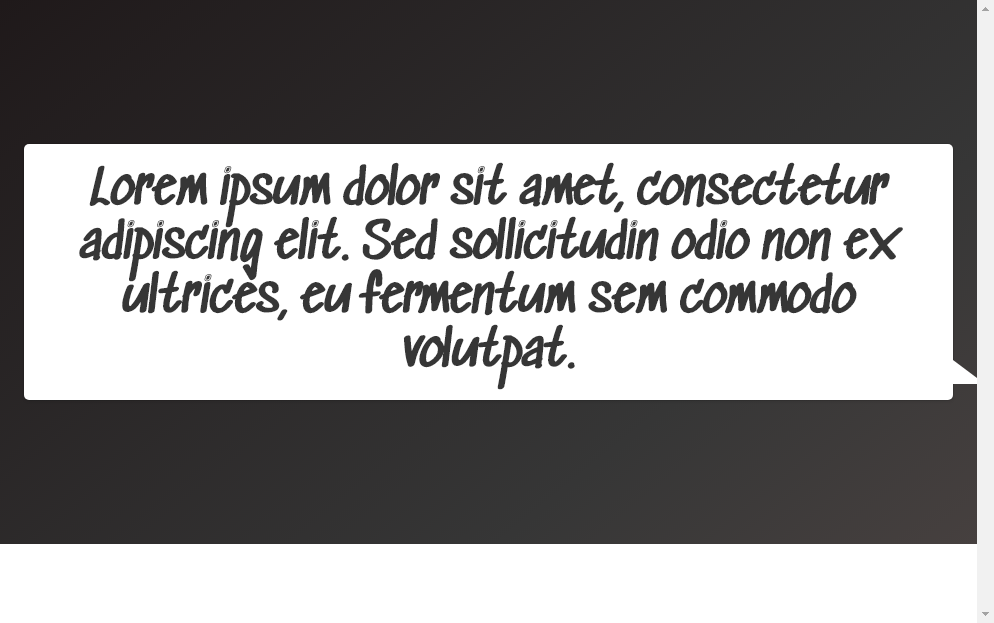 Lorem ipsum dolor sit amet, consectetur
adipiscing elit. Sed sollicitudin odio non ex
ultrices, eu fermentum sem commodo
volutpat.